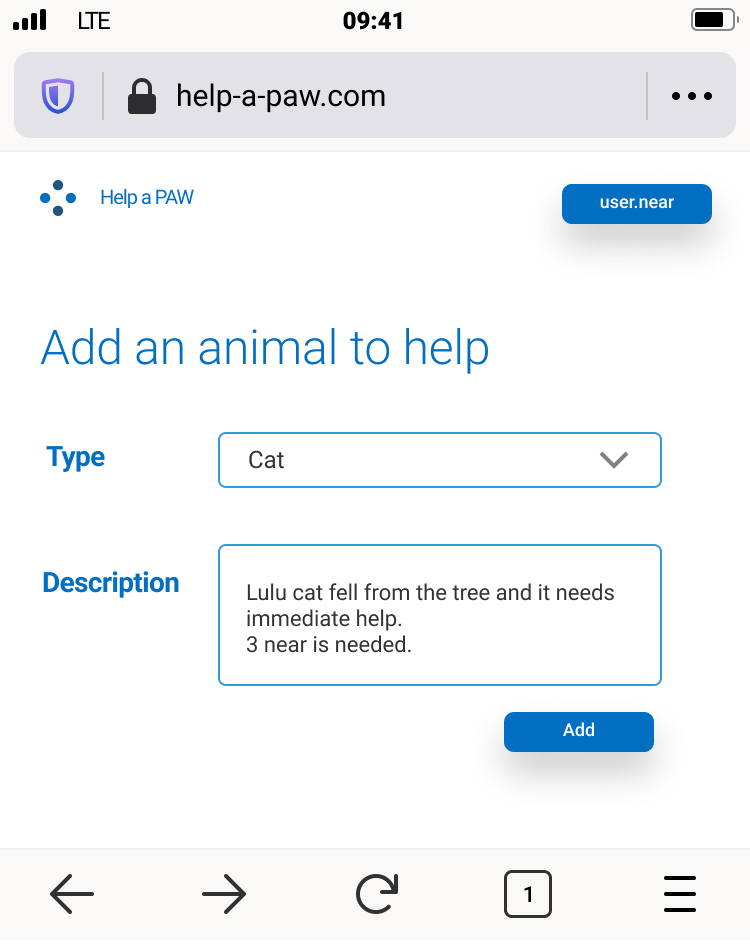 LTE
09:41
help-a-paw.com
Help a PAW
user.near
Add an animal to help
Type
Cat
Description
Lulu cat fell from the tree and it needs
immediate help.
3 near is needed.
Add
1